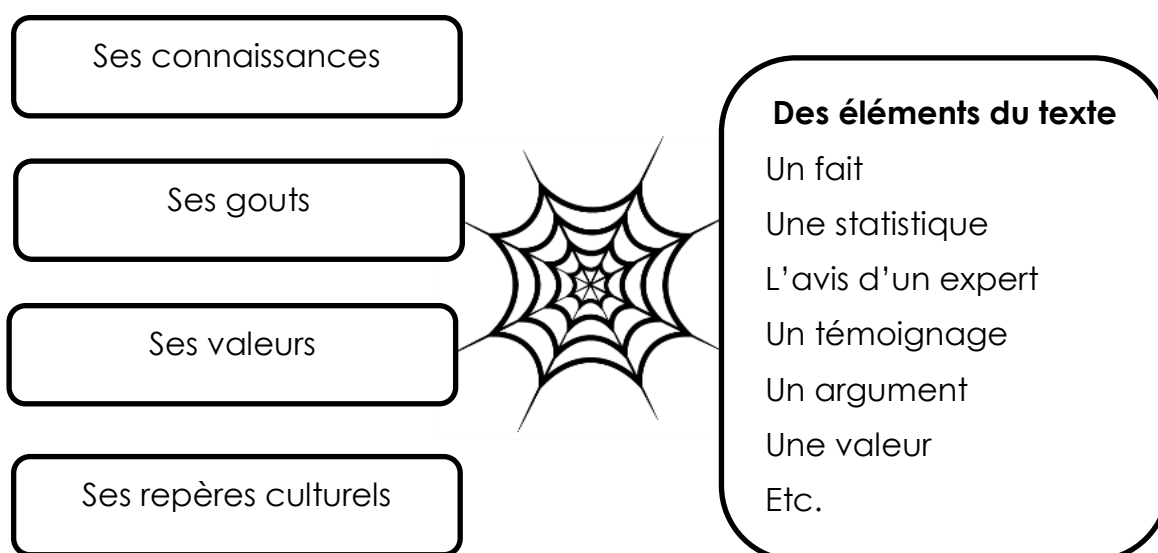 Ses connaissances
Ses gouts
Ses valeurs
Ses repères culturels
Des éléments du texte
Un fait
Une statistique
L’avis d’un expert
Un témoignage
Un argument
Une valeur
Etc.